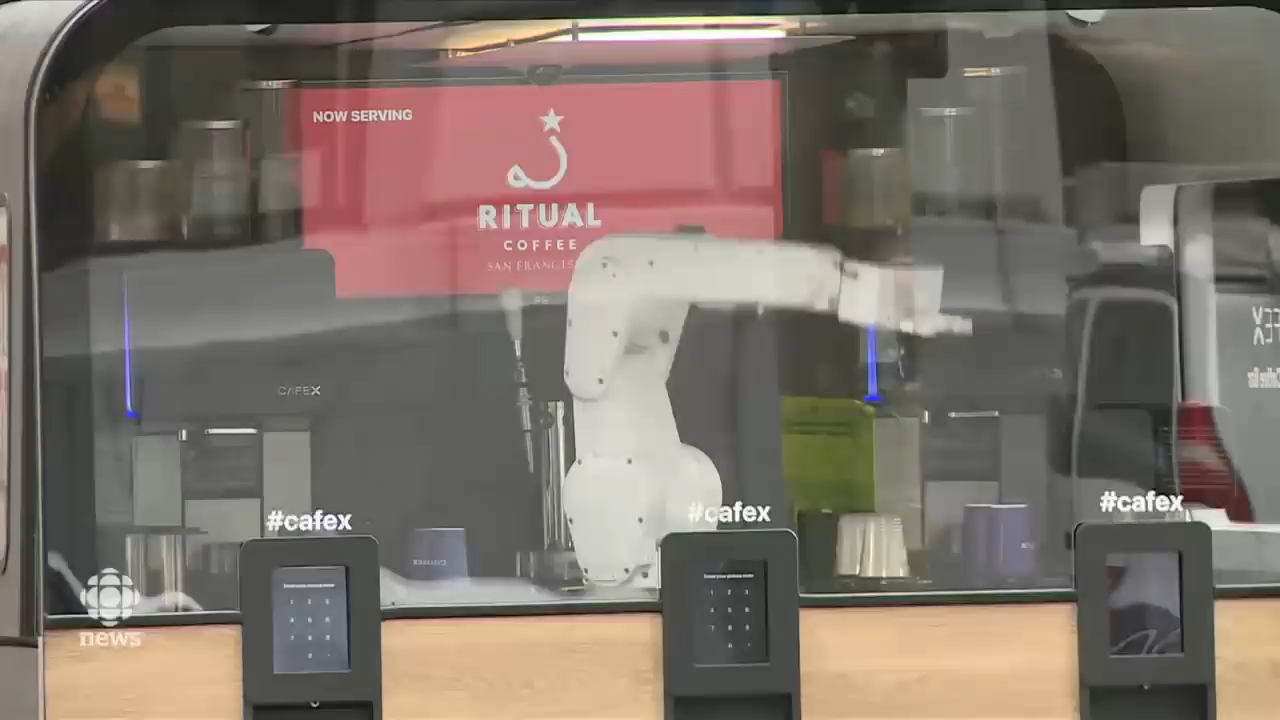 NOW SERVING
RITUAL
COFFEE
SAN FRANCIS
CAFEX
#cafex
#cafex
#cafex
news